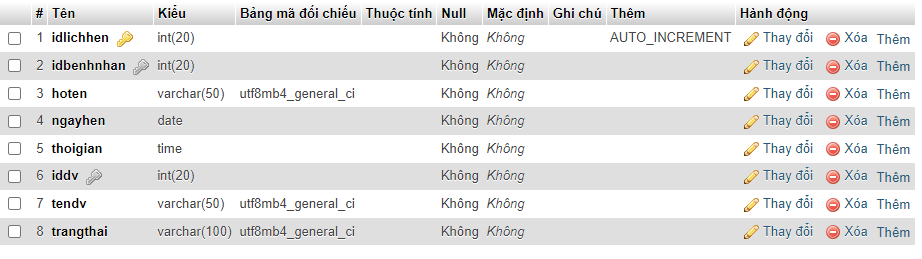 # Tên Kiểu Bảng mã đối chiếu Thuộc tính Null Mặc định Ghi chú Thêm Hành động
1 idlichhen int(20) Không Không AUTO_INCREMENT Thay đổi Xóa Thêm
2 idbenhnhan int(20) Không Không Thay đổi Xóa Thêm
3 hoten varchar(50) utf8mb4_general_ci Không Không Thay đổi Xóa Thêm
4 ngayhen date Không Không Thay đổi Xóa Thêm
5 thoigian time Không Không Thay đổi Xóa Thêm
6 iddv int(20) Không Không Thay đổi Xóa Thêm
7 tendv varchar(50) utf8mb4_general_ci Không Không Thay đổi Xóa Thêm
8 trangthai varchar(100) utf8mb4_general_ci Không Không Thay đổi Xóa Thêm